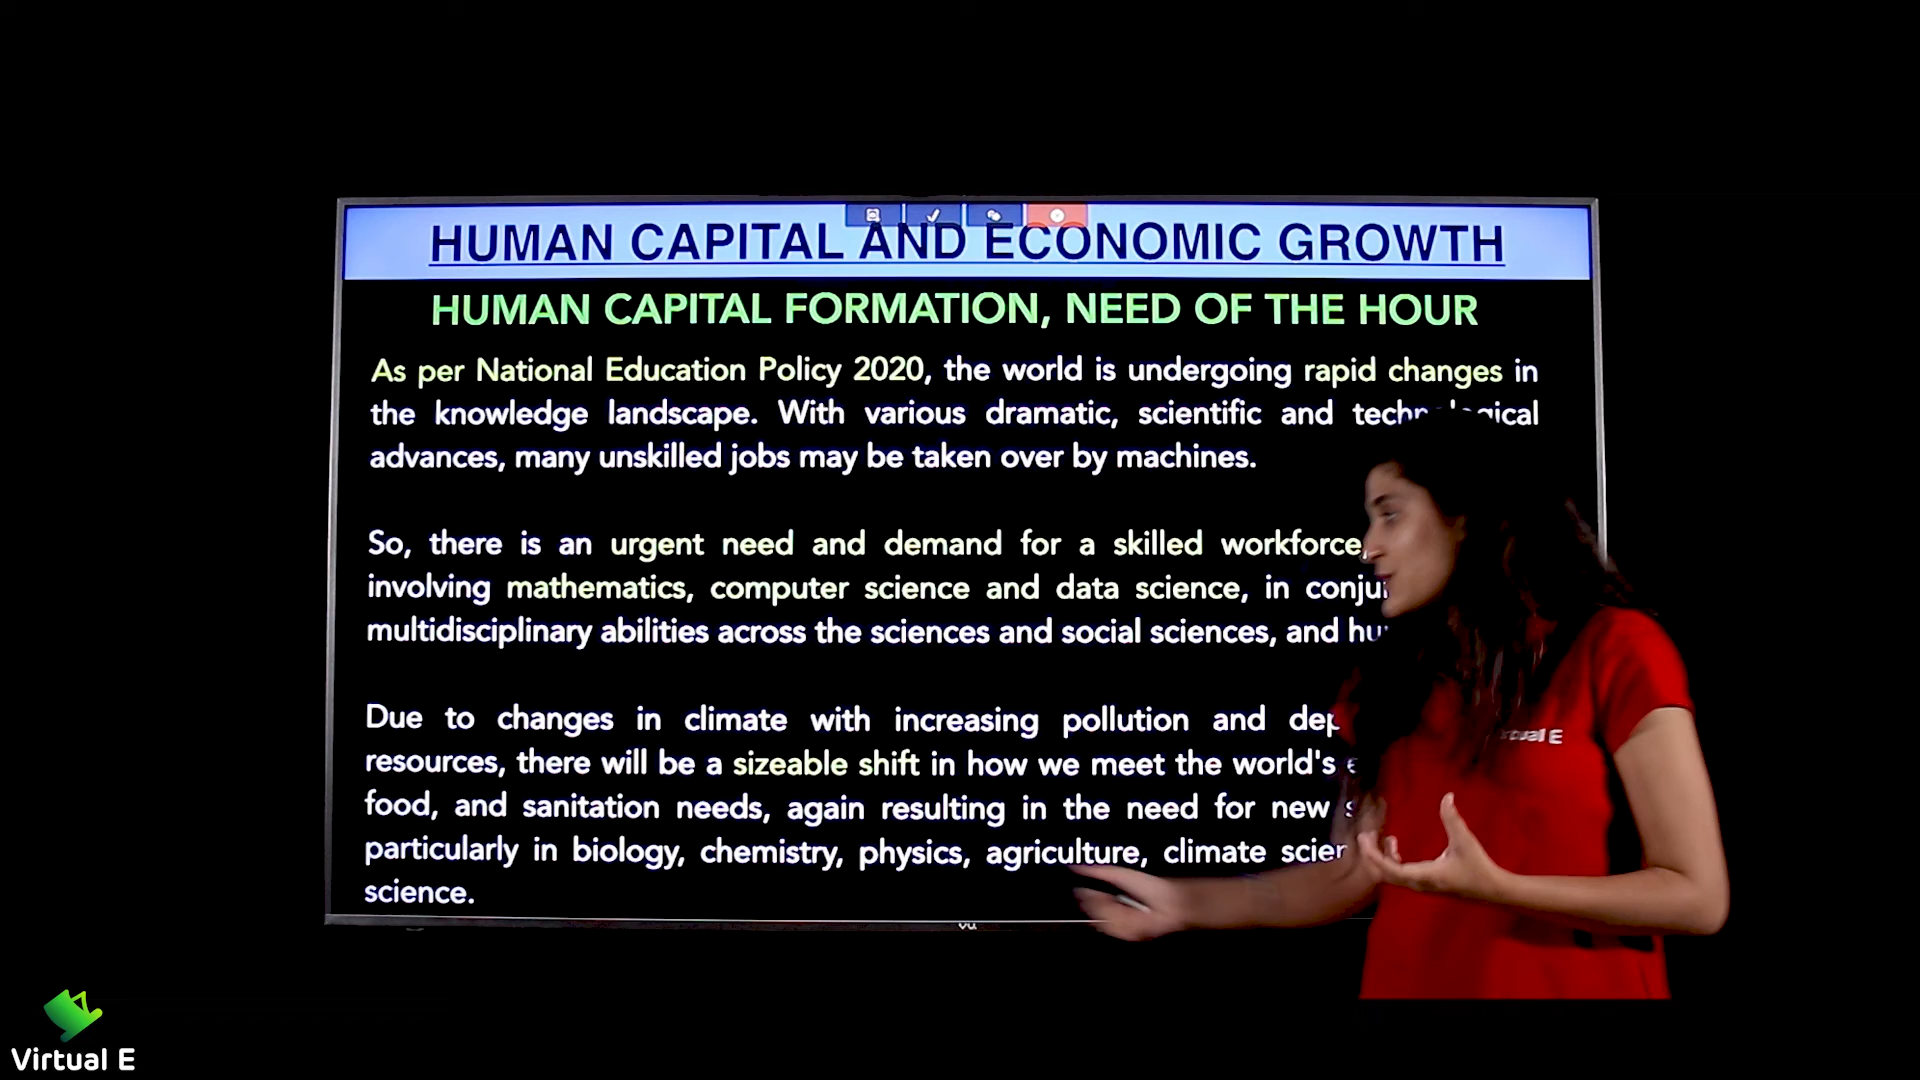 HUMAN CAPITAL AND ECONOMIC GROWTH
HUMAN CAPITAL FORMATION, NEED OF THE HOUR
As per National Education Policy 2020, the world is undergoing rapid changes in
the knowledge landscape. With various dramatic, scientific and
advances, many unskilled jobs may be taken over by machines.
So, there is an urgent need and demand for a skilled workforce,
involving mathematics, computer science and data science, in
multidisciplinary abilities across the sciences and social sciences, and
Due to changes in climate with increasing pollution and
resources, there will be a sizeable shift in how we meet the world's
food, and sanitation needs, again resulting in the need for new
particularly in biology, chemistry, physics, agriculture, climate
science.
Vu
Virtual E